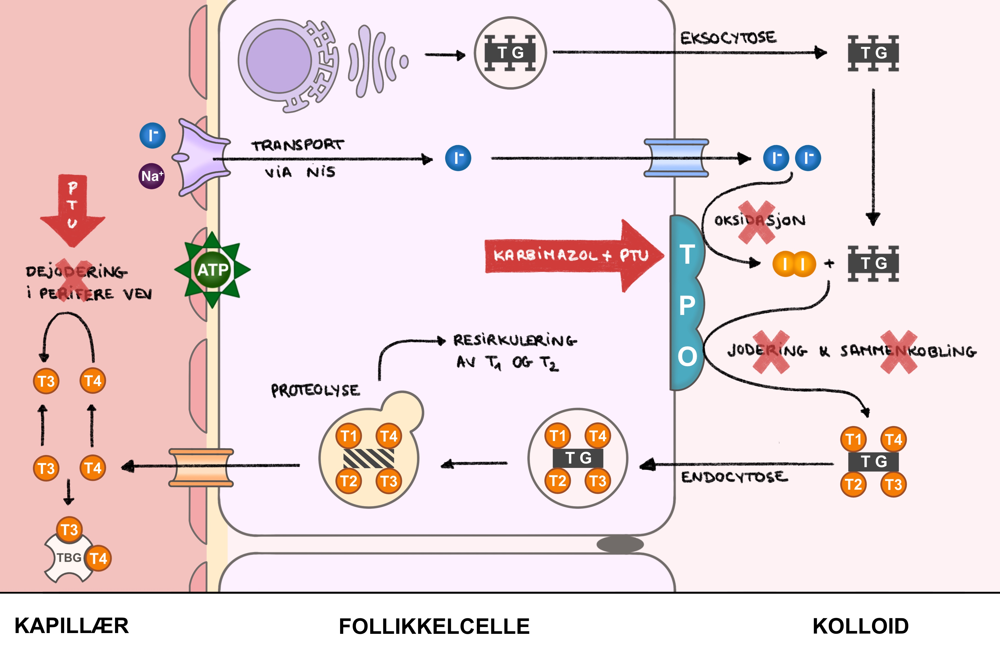 TG
EKSOCYTOSE
TG
I-
Na+
TRANSPORT
VIA NIS
I-
I- I-
PTU
OKSIDASJON
DEJODERING
I PERIFERE VEV
ATP
KARBIMAZOL + PTU
TPO
I I + TG
RESIRKULERING
AV T1 OG T2
JODERING & SAMMENKOBLING
PROTEOLYSE
T3 T4
T1 T4
T2 T3
T1 T4
TG
T2 T3
T1 T4
TG
T2 T3
ENDOCYTOSE
T3 T4
T3
TBG T4
KAPILLÆR
FOLLIKKELCELLE
KOLLOID